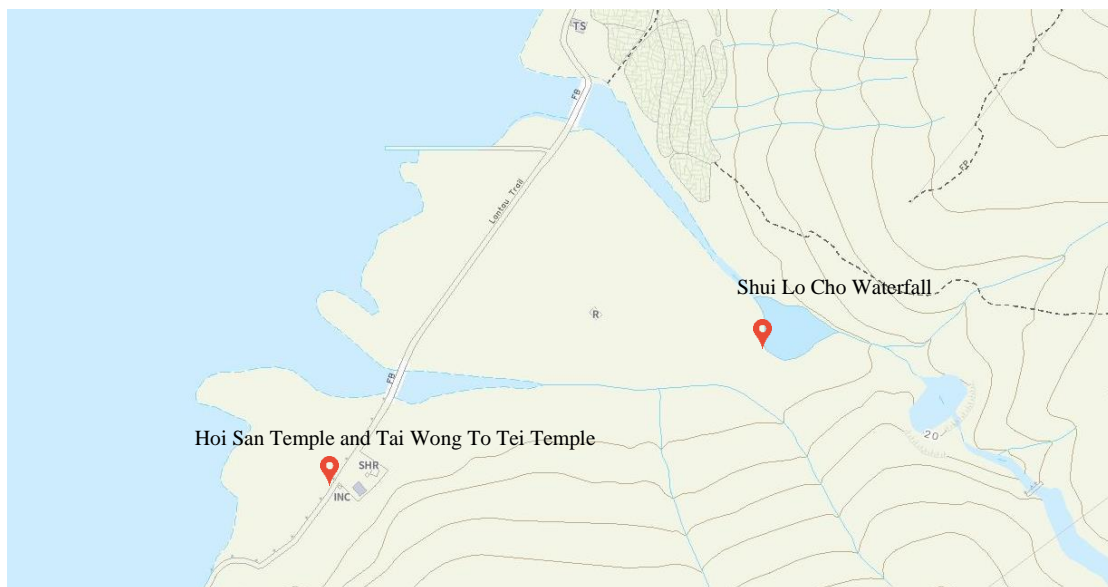 TS
FB
FP
Lantau Trail
Shui Lo Cho Waterfall
R
FB
20
Hoi San Temple and Tai Wong To Tei Temple
SHR
INC